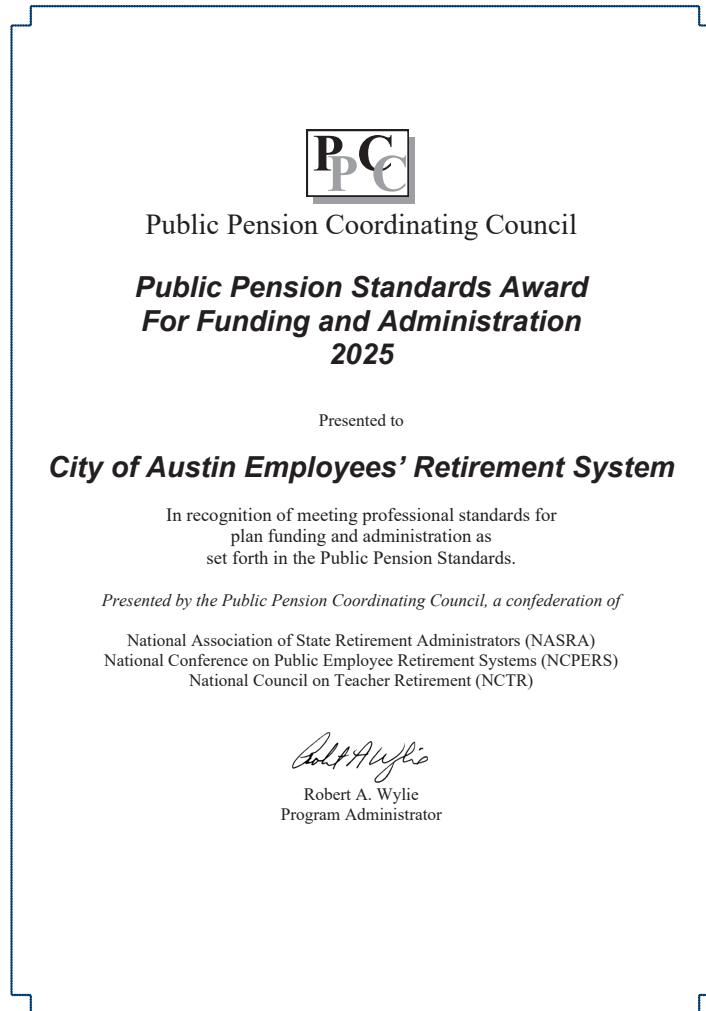 PPCC
Public Pension Coordinating Council
Public Pension Standards Award
For Funding and Administration
2025
Presented to
City of Austin Employees’ Retirement System
In recognition of meeting professional standards for
plan funding and administration as
set forth in the Public Pension Standards.
Presented by the Public Pension Coordinating Council, a confederation of
National Association of State Retirement Administrators (NASRA)
National Conference on Public Employee Retirement Systems (NCPERS)
National Council on Teacher Retirement (NCTR)
Robert A Wylie
Robert A. Wylie
Program Administrator